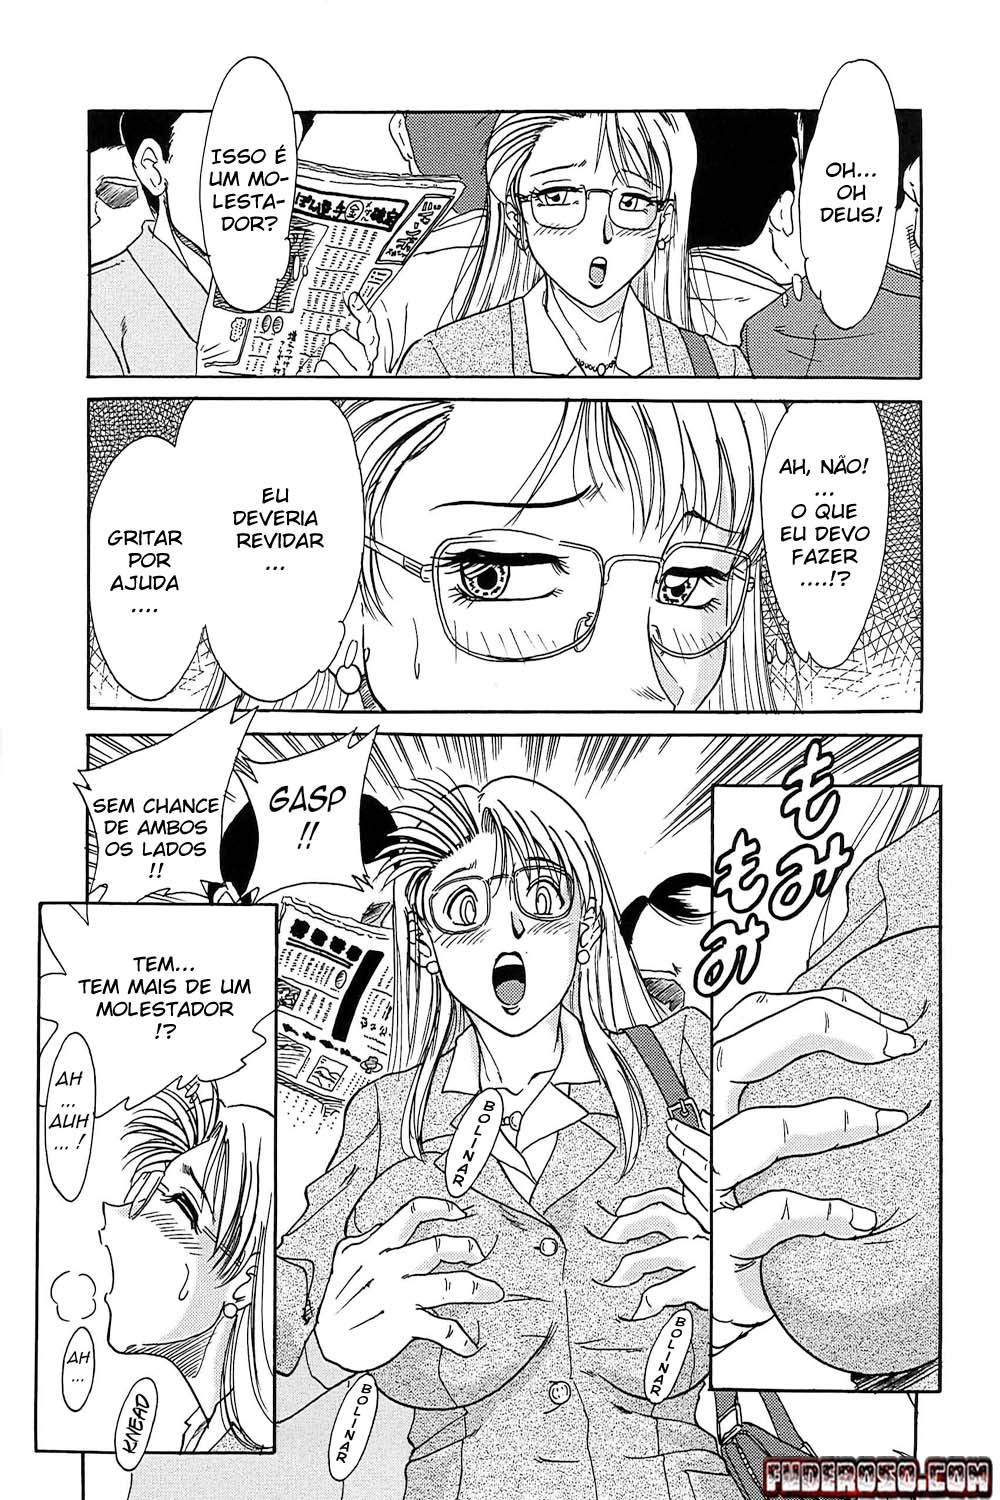 OH...
OH
DEUS!
ISSO É
UM MO-
LESTA-
DOR?
AH, NÃO!
...
O QUE
EU DEVO
FAZER
....!?
EU
DEVERIA
REVIDAR
...
GRITAR
POR
AJUDA
....
もみ
もみ
GASP
!!
SEM CHANCE
DE AMBOS
OS LADOS
!!
BOLINAR
BOLINAR
BOLINAR
TEM...
TEM MAIS DE UM
MOLESTADOR
!?
AH
...
AUH
...!
AH
...
KNEAD
FUDEROSO.COM